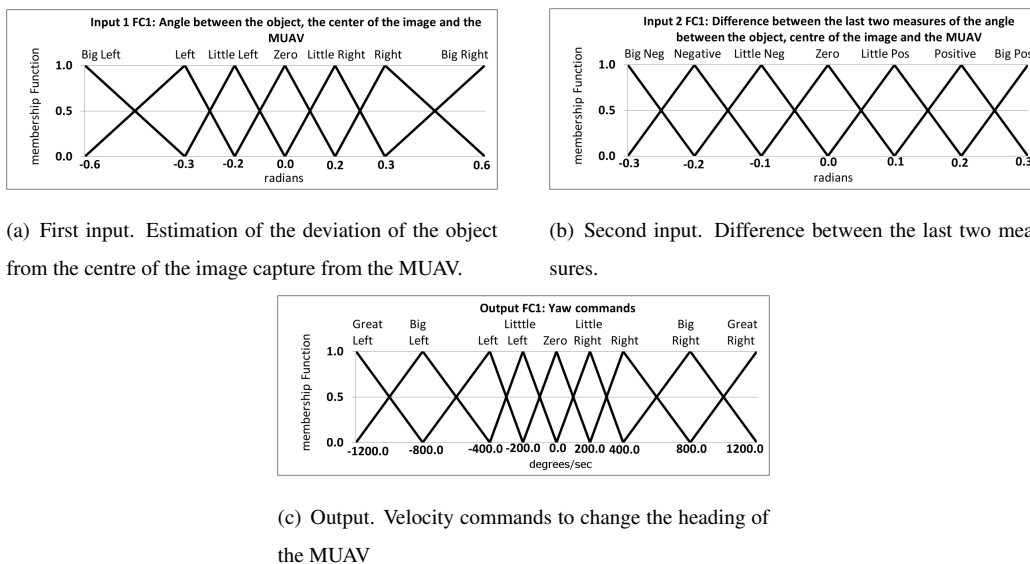 Input 1 FC1: Angle between the object, the center of the image and the
MUAV
Big Left Left Little Left Zero Little Right Right Big Right
membership Function
1.0
0.5
0.0
-0.6 -0.3 -0.2 0.0 0.2 0.3 0.6
radians
(a) First input. Estimation of the deviation of the object
from the centre of the image capture from the MUAV.
Input 2 FC1: Difference between the last two measures of the angle
between the object, centre of the image and the MUAV
Big Neg Negative Little Neg Zero Little Pos Positive Big Pos
membership Function
1.0
0.5
0.0
-0.3 -0.2 -0.1 0.0 0.1 0.2 0.3
radians
(b) Second input. Difference between the last two mea
sures.
Output FC1: Yaw commands
Great Big Litttle Little Big Great
Left Left Left Left Zero Right Right Right Right
membership Function
1.0
0.5
0.0
-1200.0 -800.0 -400.0 -200.0 0.0 200.0 400.0 800.0 1200.0
degrees/sec
(c) Output. Velocity commands to change the heading of
the MUAV